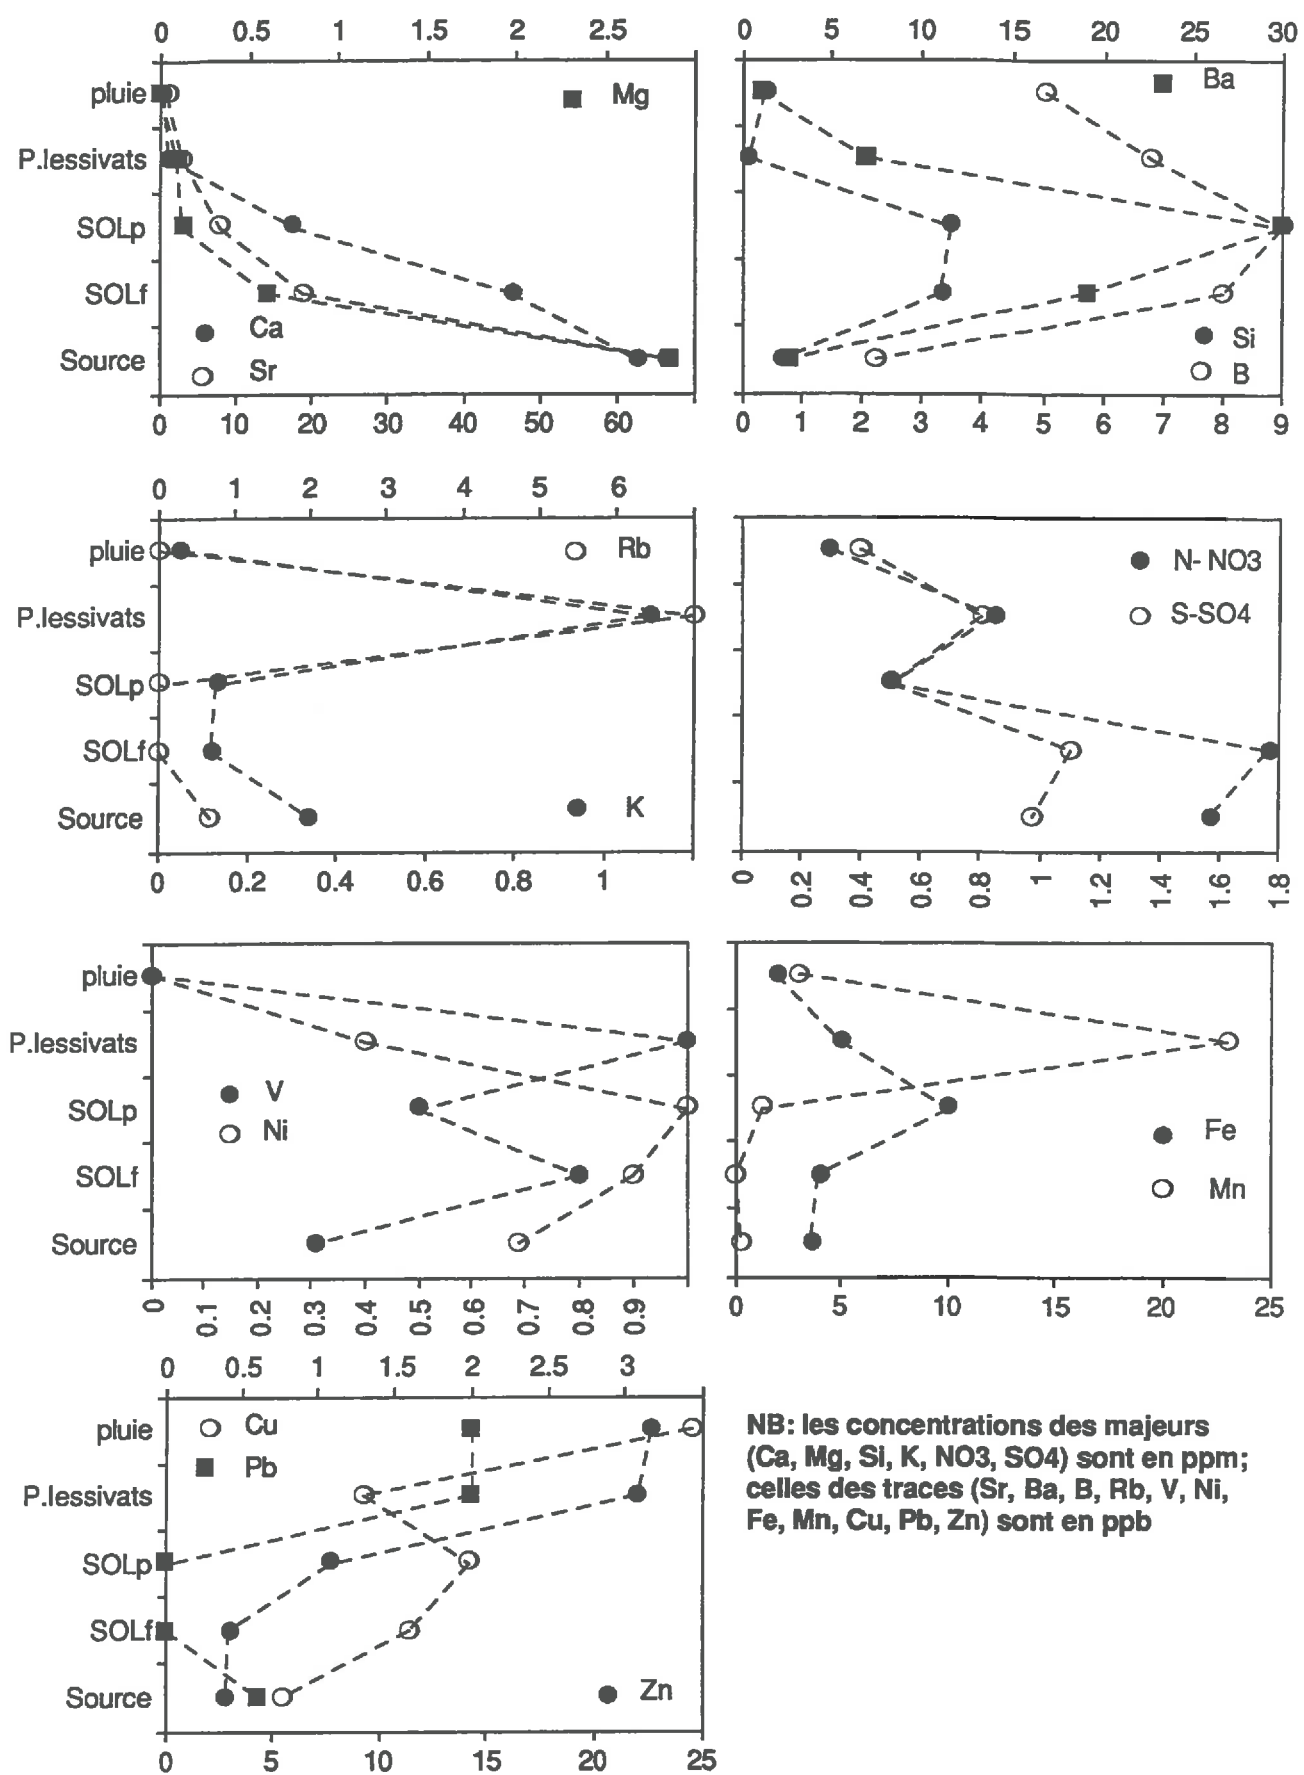 0 0.5 1 1.5 2 2.5
pluie
P.lessivats
SOLp
SOLf
Source
Mg
Ca
Sr
0 10 20 30 40 50 60
0 5 10 15 20 25 30
Ba
Si
B
0 1 2 3 4 5 6 7 8 9
0 1 2 3 4 5 6
pluie
P.lessivats
SOLp
SOLf
Source
Rb
K
0 0.2 0.4 0.6 0.8 1
N- NO3
S-SO4
0 0.2 0.4 0.6 0.8 1 1.2 1.4 1.6 1.8
pluie
P.lessivats
SOLp
SOLf
Source
V
Ni
0 0.1 0.2 0.3 0.4 0.5 0.6 0.7 0.8 0.9
Fe
Mn
0 5 10 15 20 25
0 0.5 1 1.5 2 2.5 3
pluie
P.lessivats
SOLp
SOLf
Source
Cu
Pb
Zn
0 5 10 15 20 25
NB: les concentrations des majeurs
(Ca, Mg, Si, K, NO3, SO4) sont en ppm;
celles des traces (Sr, Ba, B, Rb, V, Ni,
Fe, Mn, Cu, Pb, Zn) sont en ppb